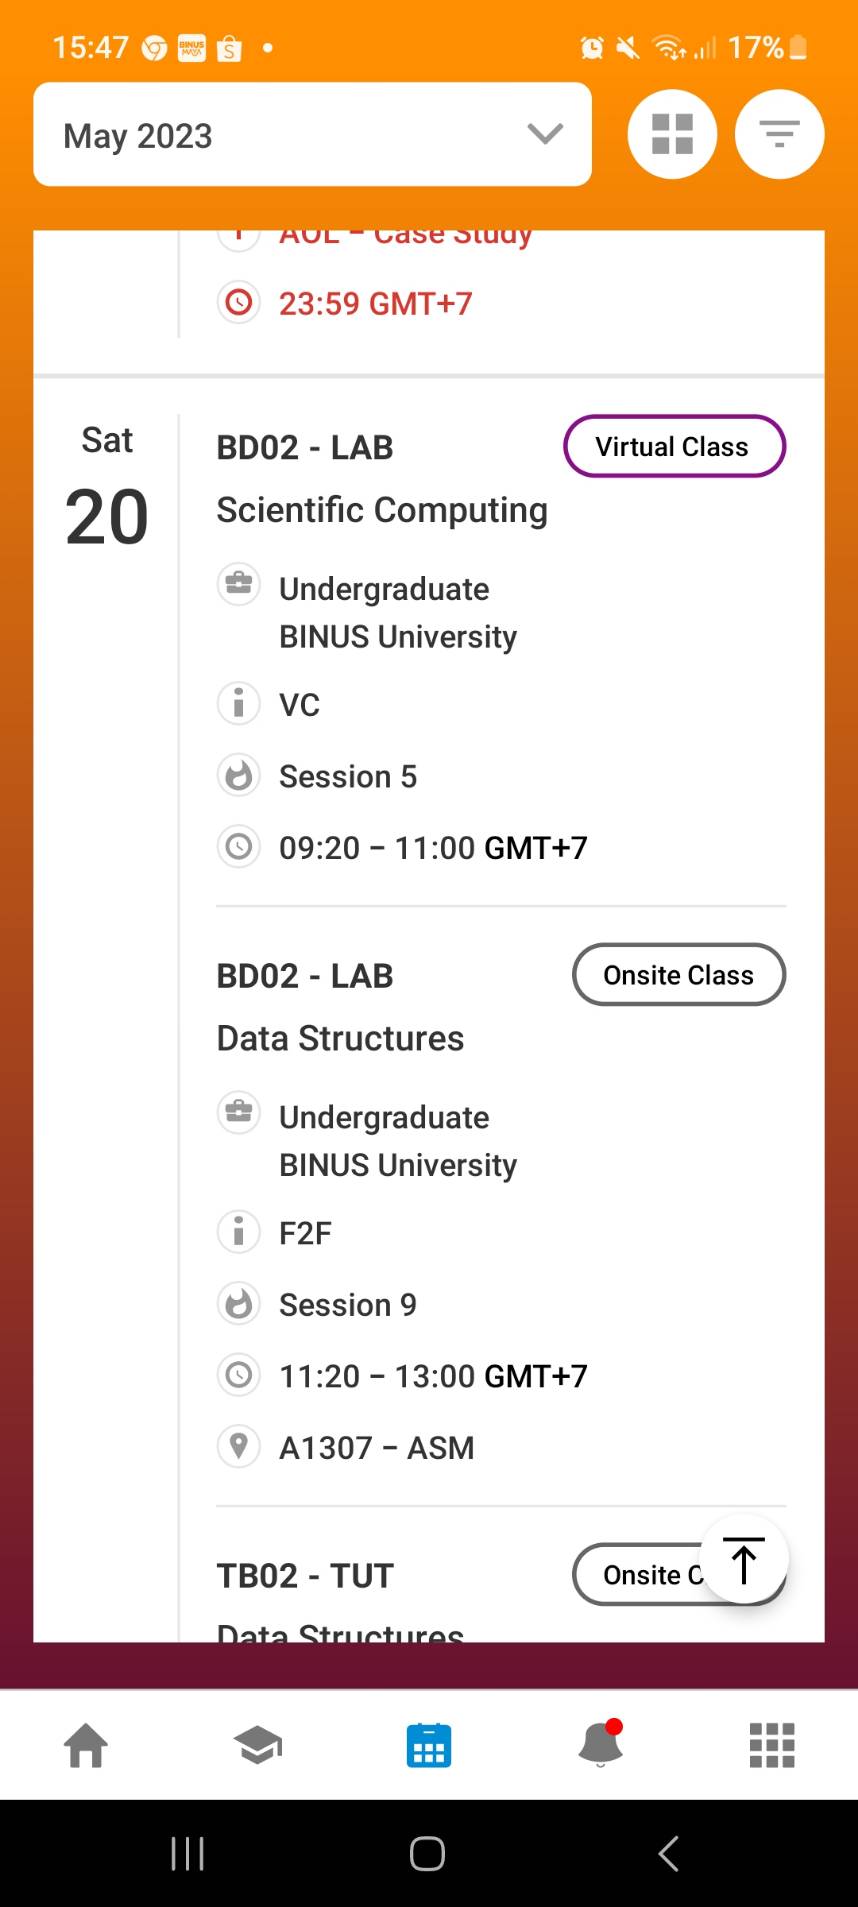 15:47
BINUS
MAYA
S
17%
May 2023
AOL – Case Study
23:59 GMT+7
Sat
20
BD02 - LAB
Virtual Class
Scientific Computing
Undergraduate
BINUS University
VC
Session 5
09:20 – 11:00 GMT+7
BD02 - LAB
Onsite Class
Data Structures
Undergraduate
BINUS University
F2F
Session 9
11:20 – 13:00 GMT+7
A1307 – ASM
TB02 - TUT
Onsite C
Data Structures